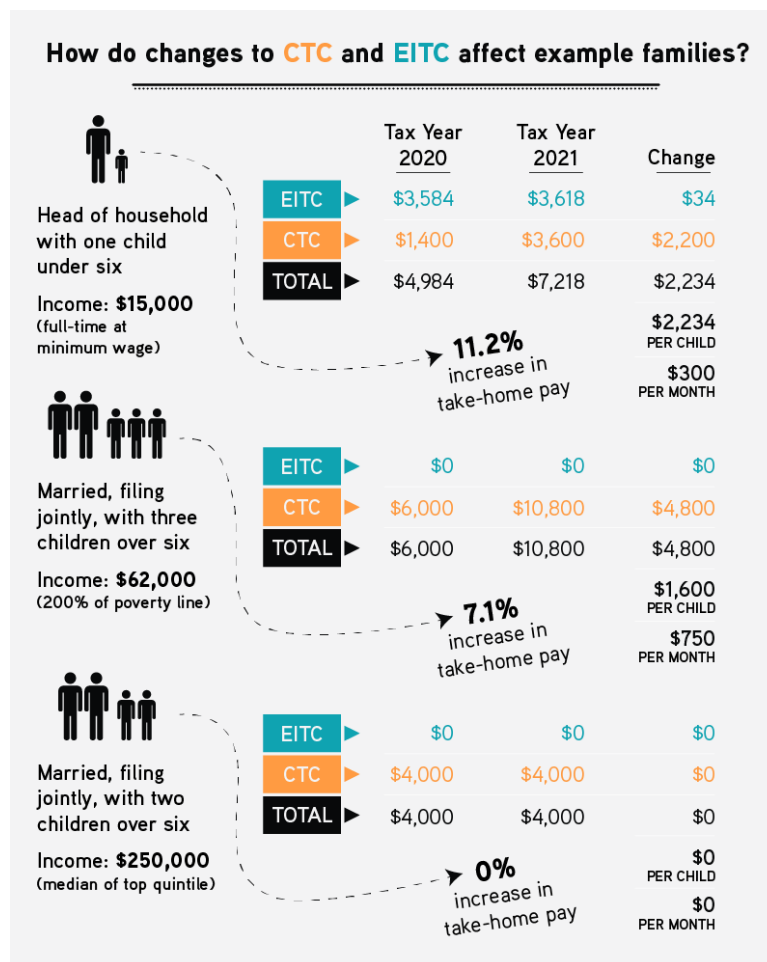 How do changes to CTC and EITC affect example families?
Tax Year
2020
Tax Year
2021
Change
Head of household
with one child
under six
Income: $15,000
(full-time at
minimum wage)
EITC $3,584 $3,618 $34
CTC $1,400 $3,600 $2,200
TOTAL $4,984 $7,218 $2,234
$2,234
PER CHILD
$300
PER MONTH
11.2%
increase in
take-home pay
Married, filing
jointly, with three
children over six
Income: $62,000
(200% of poverty line)
EITC $0 $0 $0
CTC $6,000 $10,800 $4,800
TOTAL $6,000 $10,800 $4,800
$1,600
PER CHILD
$750
PER MONTH
7.1%
increase in
take-home pay
Married, filing
jointly, with two
children over six
Income: $250,000
(median of top quintile)
EITC $0 $0 $0
CTC $4,000 $4,000 $0
TOTAL $4,000 $4,000 $0
$0
PER CHILD
$0
PER MONTH
0%
increase in
take-home pay